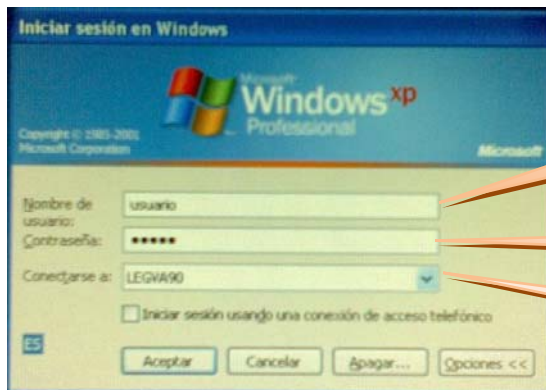 Iniciar sesión en Windows
Microsoft
Windows xp
Professional
Copyright © 1985-2001
Microsoft Corporation
Microsoft
Nombre de
usuario:
usuario
Contraseña:
•••••
Conectarse a:
LEGVA90
Iniciar sesión usando una conexión de acceso telefónico
ES
Aceptar
Cancelar
Apagar...
Opciones <<